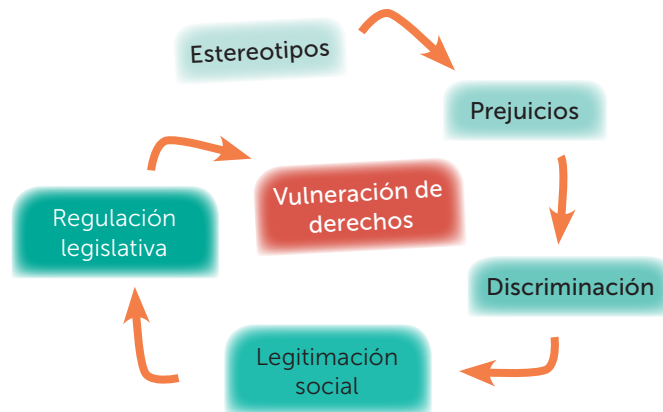 Estereotipos
Prejuicios
Discriminación
Legitimación
social
Regulación
legislativa
Vulneración de
derechos